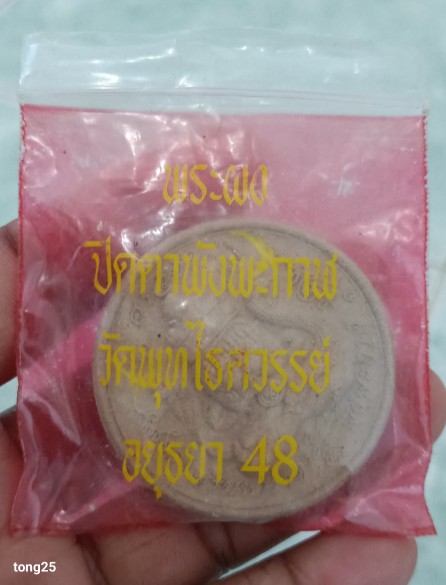 พระผง
ปิดตาพังพะกาฬ
วัดพุทไธศวรรย์
อยุธยา 48
tong25